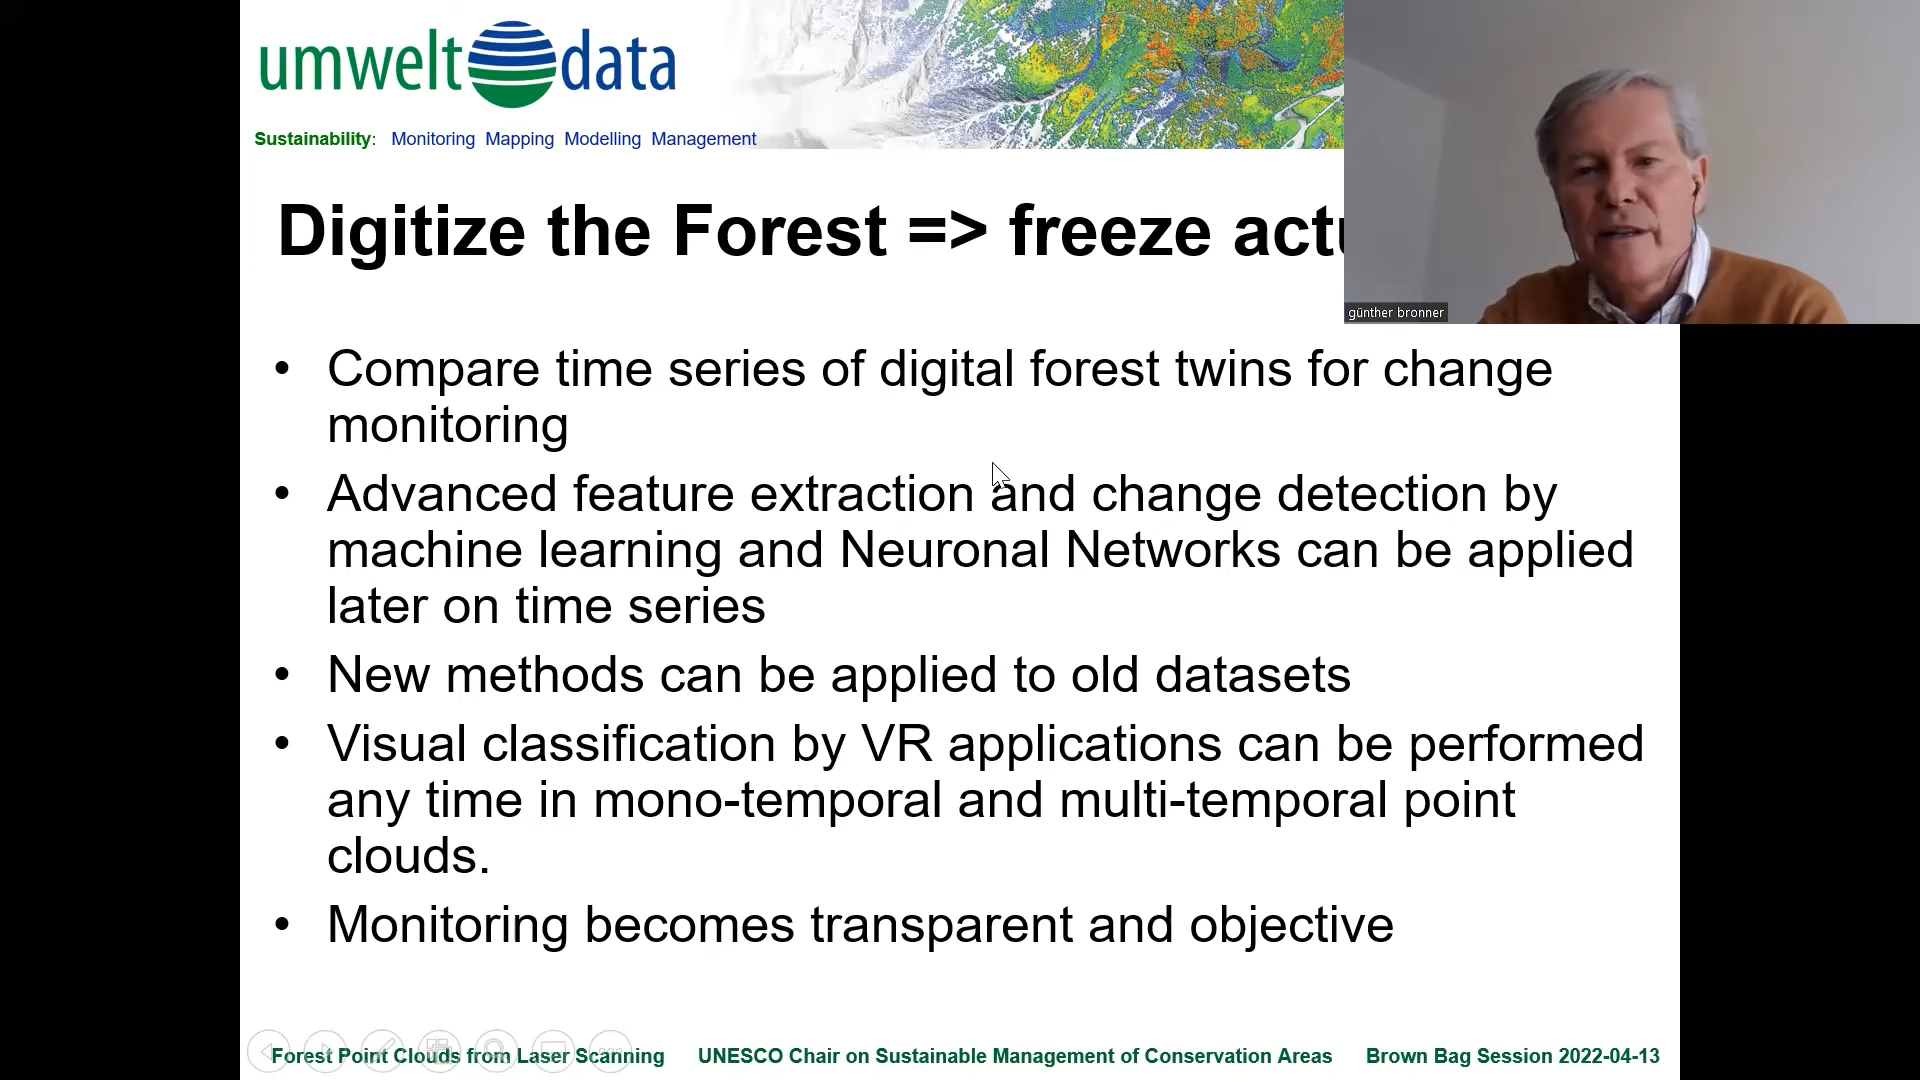 umwelt data
Sustainability: Monitoring Mapping Modelling Management
günther bronner
Digitize the Forest => freeze
• Compare time series of digital forest twins for change
monitoring
• Advanced feature extraction and change detection by
machine learning and Neuronal Networks can be applied
later on time series
• New methods can be applied to old datasets
• Visual classification by VR applications can be performed
any time in mono-temporal and multi-temporal point
clouds.
• Monitoring becomes transparent and objective
Forest Point Clouds from Laser Scanning UNESCO Chair on Sustainable Management of Conservation Areas Brown Bag Session 2022-04-13